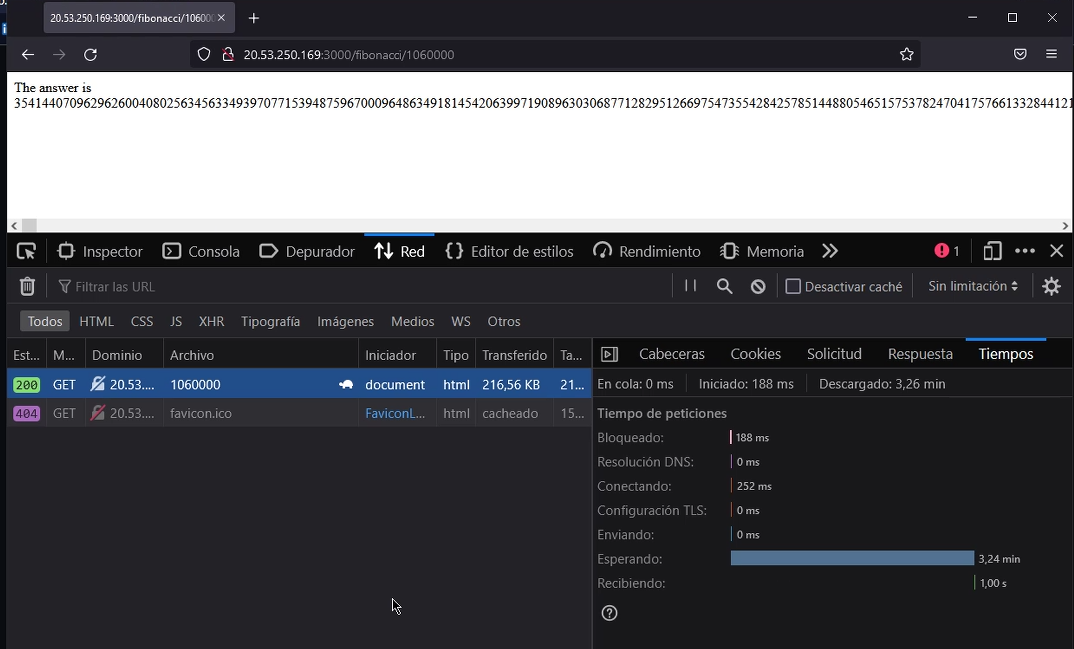 20.53.250.169:3000/fibonacci/10600
20.53.250.169:3000/fibonacci/1060000
The answer is
Inspector Consola Depurador Red Editor de estilos Rendimiento Memoria 1
Filtrar las URL Desactivar caché Sin limitación
Todos HTML CSS JS XHR Tipografía Imágenes Medios WS Otros
Est... M... Dominio Archivo Iniciador Tipo Transferido Ta... Cabeceras Cookies Solicitud Respuesta Tiempos
200 GET 20.53.... 1060000 document html 216,56 KB 21... En cola: 0 ms Iniciado: 188 ms Descargado: 3,26 min
404 GET 20.53.... favicon.ico FaviconL... html cacheado 15... Tiempo de peticiones
Bloqueado: 188 ms
Resolución DNS: 0 ms
Conectando: 252 ms
Configuración TLS: 0 ms
Enviando: 0 ms
Esperando: 3,24 min
Recibiendo: 1,00 s